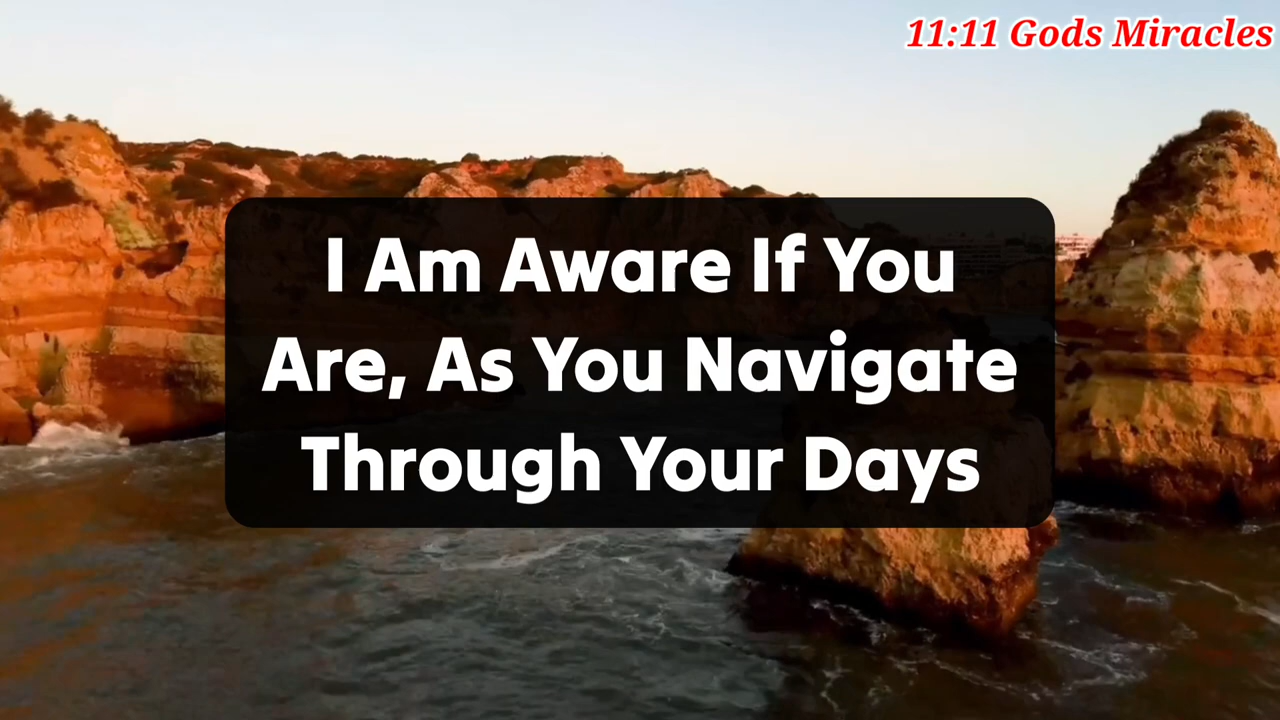 11:11 Gods Miracles
I Am Aware If You
Are, As You Navigate
Through Your Days